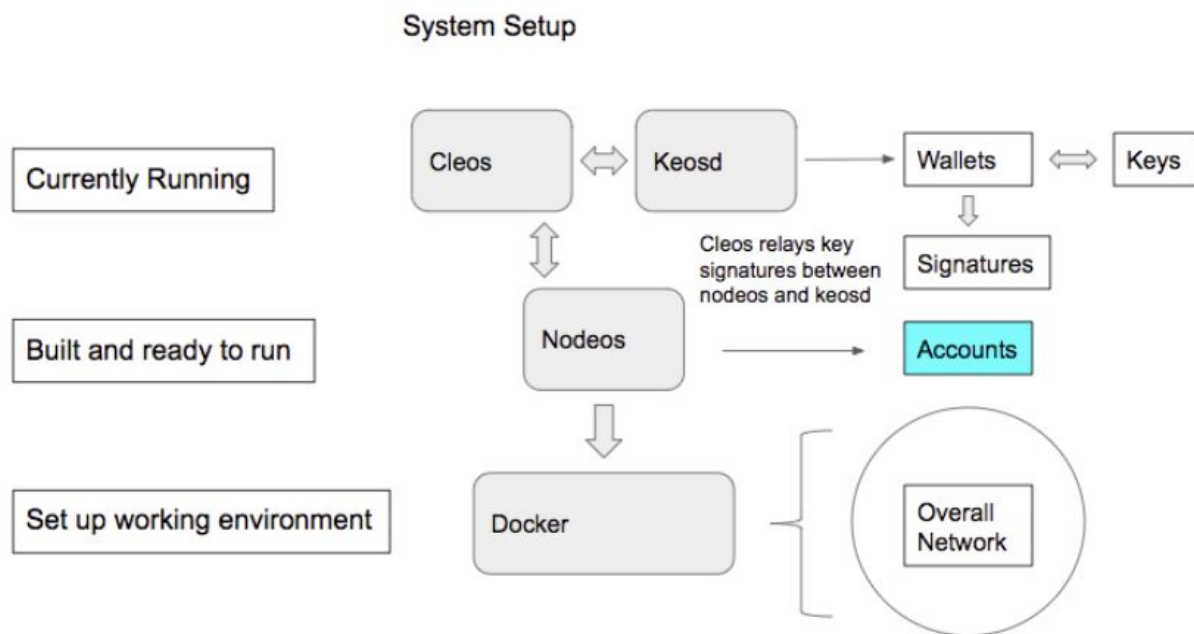 System Setup
Currently Running
Cleos
Keosd
Wallets
Keys
Cleos relays key
signatures between
nodeos and keosd
Signatures
Built and ready to run
Nodeos
Accounts
Set up working environment
Docker
Overall
Network